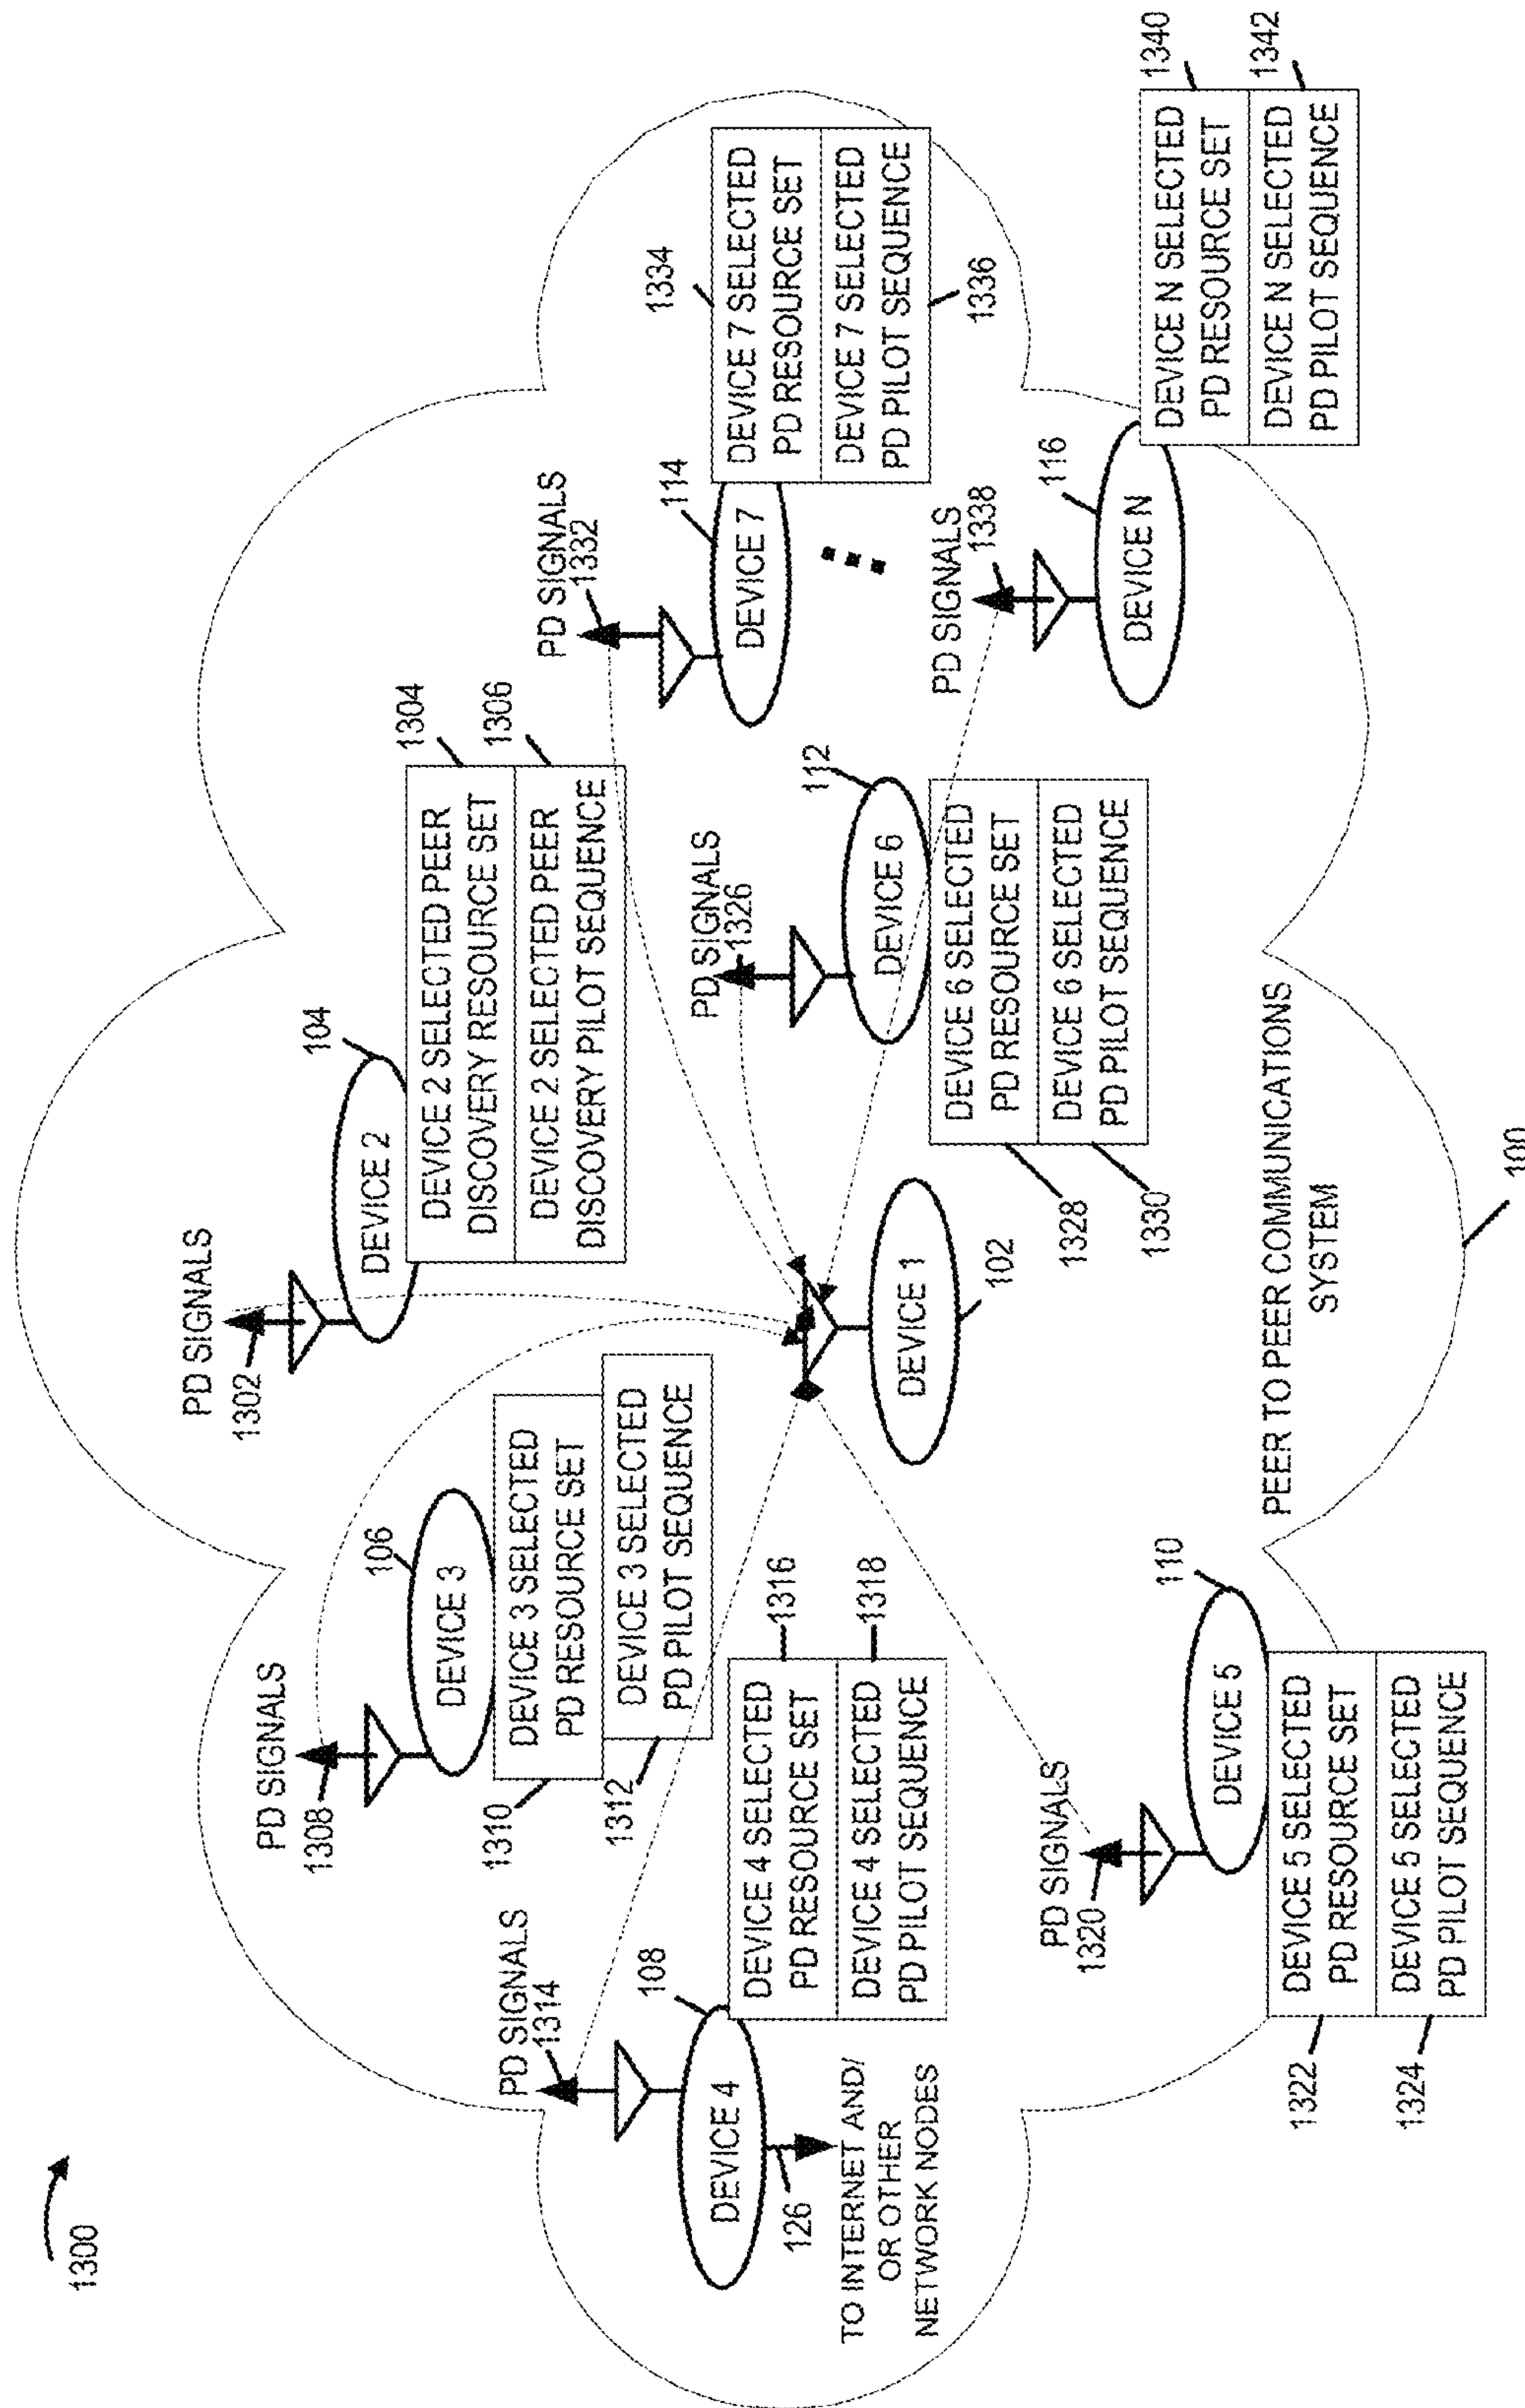 1300
PD SIGNALS
1302
DEVICE 2
104
DEVICE 2 SELECTED PEER
DISCOVERY RESOURCE SET
1304
DEVICE 2 SELECTED PEER
DISCOVERY PILOT SEQUENCE
1306
PD SIGNALS
1308
DEVICE 3
106
DEVICE 3 SELECTED
PD RESOURCE SET
1310
DEVICE 3 SELECTED
PD PILOT SEQUENCE
1312
PD SIGNALS
1314
DEVICE 4
108
126
TO INTERNET AND/
OR OTHER
NETWORK NODES
DEVICE 4 SELECTED
PD RESOURCE SET
1316
DEVICE 4 SELECTED
PD PILOT SEQUENCE
1318
DEVICE 1
102
PD SIGNALS
1326
DEVICE 6
112
DEVICE 6 SELECTED
PD RESOURCE SET
1328
DEVICE 6 SELECTED
PD PILOT SEQUENCE
1330
PD SIGNALS
1332
DEVICE 7
114
DEVICE 7 SELECTED
PD RESOURCE SET
1334
DEVICE 7 SELECTED
PD PILOT SEQUENCE
1336
PD SIGNALS
1338
DEVICE N
116
DEVICE N SELECTED
PD RESOURCE SET
1340
DEVICE N SELECTED
PD PILOT SEQUENCE
1342
PD SIGNALS
1320
DEVICE 5
110
DEVICE 5 SELECTED
PD RESOURCE SET
1322
DEVICE 5 SELECTED
PD PILOT SEQUENCE
1324
PEER TO PEER COMMUNICATIONS
SYSTEM
100